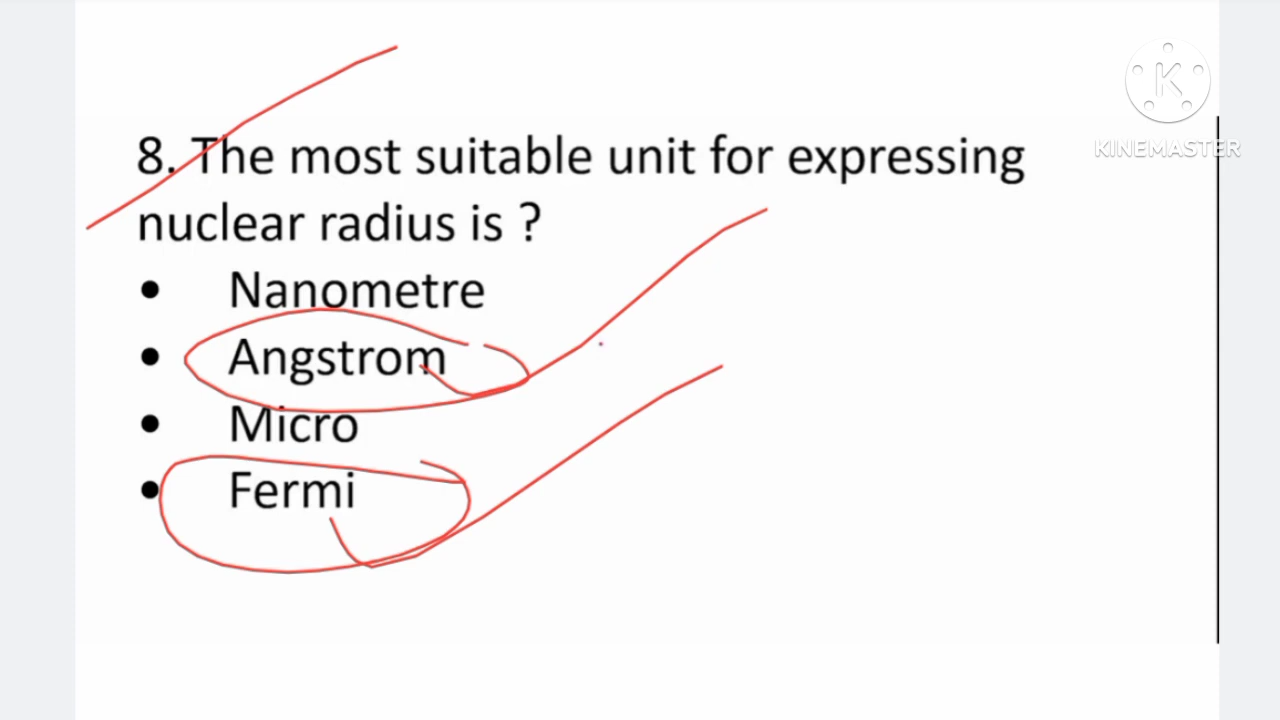 KINEMASTER
8. The most suitable unit for expressing
nuclear radius is ?
• Nanometre
• Angstrom
• Micro
• Fermi